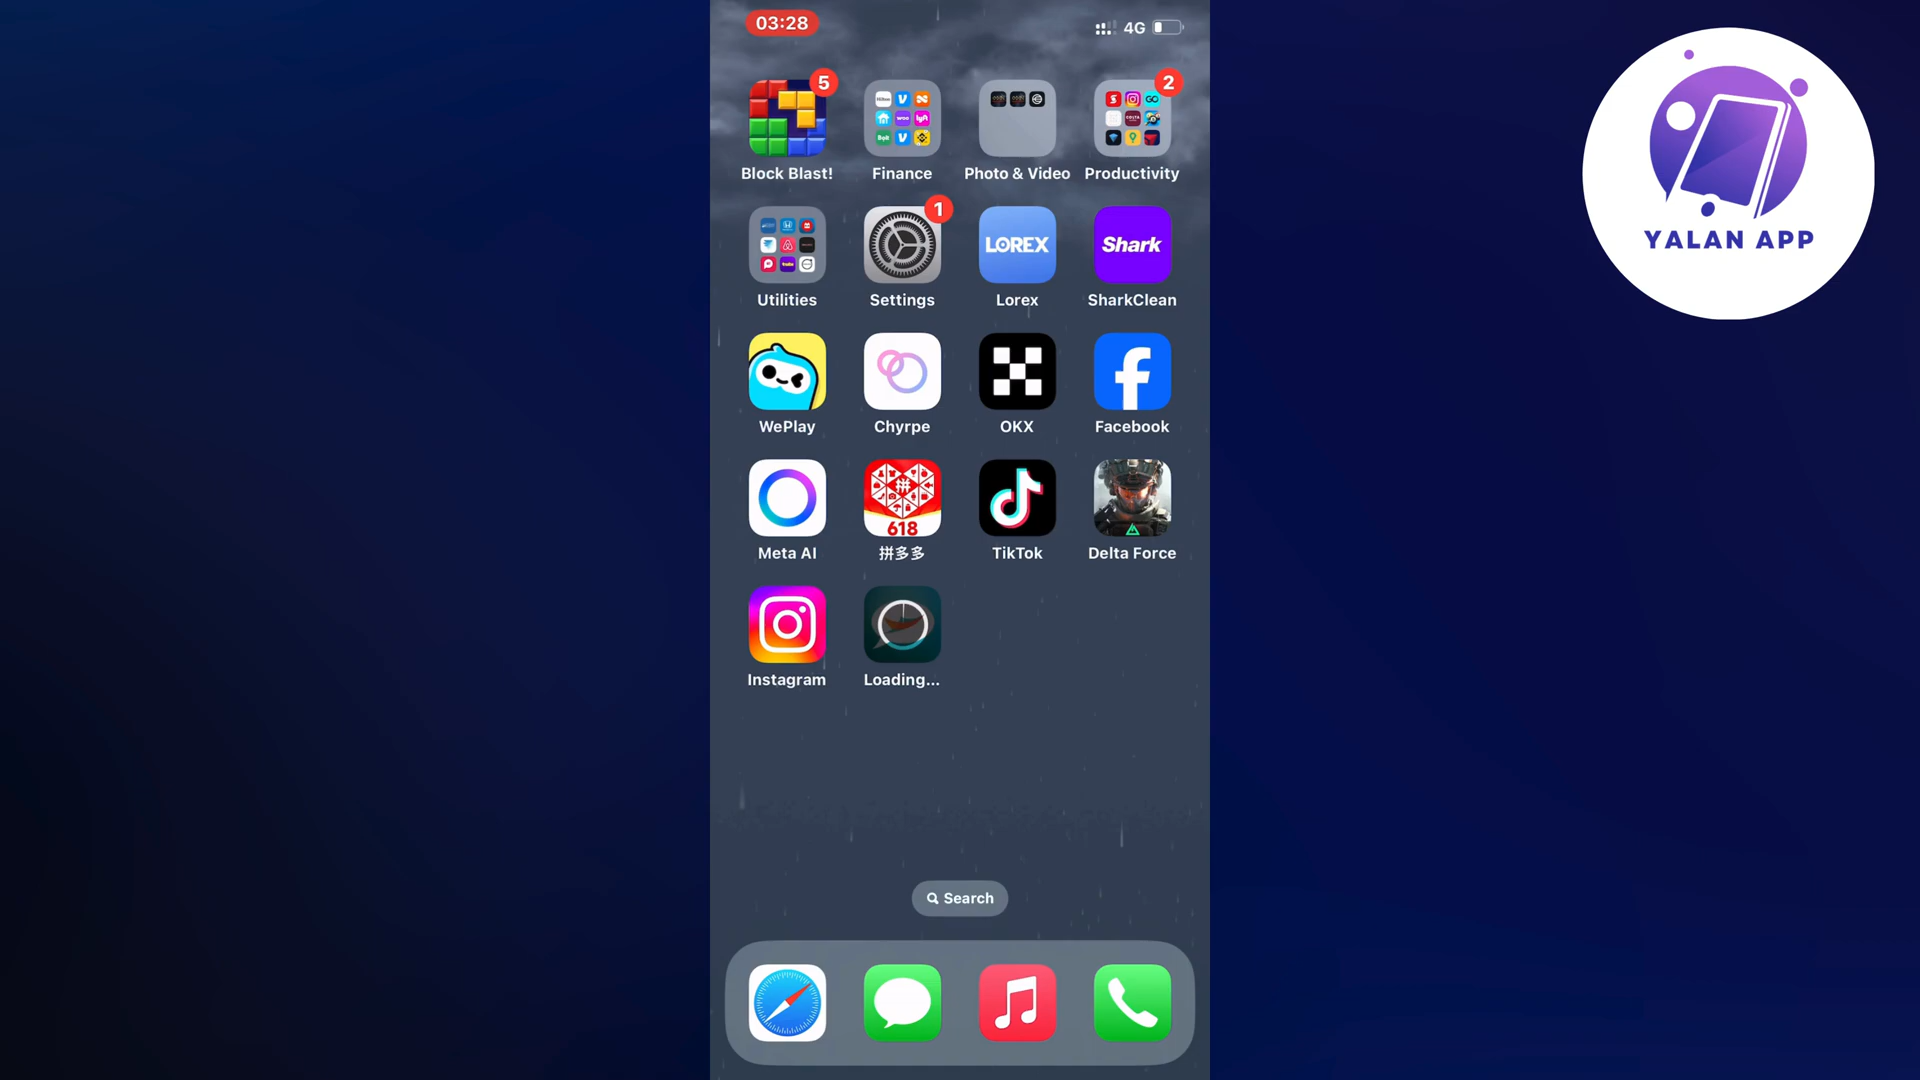 03:28
4G
YALAN APP
5
2
Block Blast!
Finance
Photo & Video
Productivity
1
LOREX
Shark
Utilities
Settings
Lorex
SharkClean
WePlay
Chyrpe
OKX
Facebook
拼
618
Meta AI
拼多多
TikTok
Delta Force
Instagram
Loading...
Search